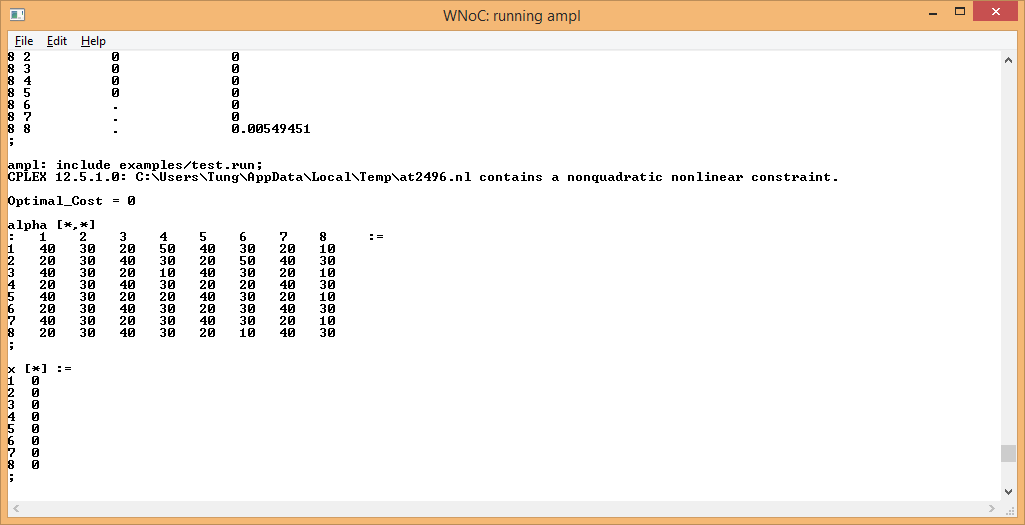 WNoC: running ampl
File Edit Help
8 2 0 0
8 3 0 0
8 4 0 0
8 5 0 0
8 6 . 0
8 7 . 0
8 8 . 0.00549451
;
ampl: include examples/test.run;
CPLEX 12.5.1.0: C:\Users\Tung\AppData\Local\Temp\at2496.nl contains a nonquadratic nonlinear constraint.
Optimal_Cost = 0
alpha [*,*]
: 1 2 3 4 5 6 7 8 :=
1 40 30 20 50 40 30 20 10
2 20 30 40 30 20 50 40 30
3 40 30 20 10 40 30 20 10
4 20 30 40 30 20 20 40 30
5 40 30 20 20 40 30 20 10
6 20 30 40 30 20 30 40 30
7 40 30 20 30 40 30 20 10
8 20 30 40 30 20 10 40 30
;
x [*] :=
1 0
2 0
3 0
4 0
5 0
6 0
7 0
8 0
;